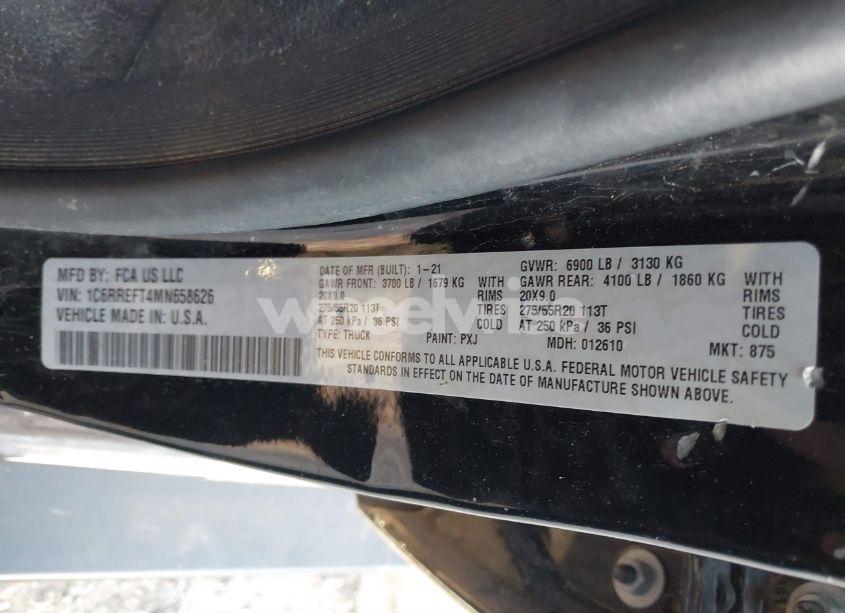 MFD BY: FCA US LLC
VIN: 1C6RREFT4MN658626
VEHICLE MADE IN: U.S.A.
DATE OF MFR (BUILT): 1-21
GAWR FRONT: 3700 LB / 1679 KG WITH
20X9.0 RIMS
275/55R20 113T TIRES
AT 250 kPa / 36 PSI COLD
TYPE: TRUCK PAINT: PXJ
GVWR: 6900 LB / 3130 KG
GAWR REAR: 4100 LB / 1860 KG WITH
20X9.0 RIMS
275/55R20 113T TIRES
AT 250 kPa / 36 PSI COLD
MDH: 012610 MKT: 875
THIS VEHICLE CONFORMS TO ALL APPLICABLE U.S.A. FEDERAL MOTOR VEHICLE SAFETY
STANDARDS IN EFFECT ON THE DATE OF MANUFACTURE SHOWN ABOVE.